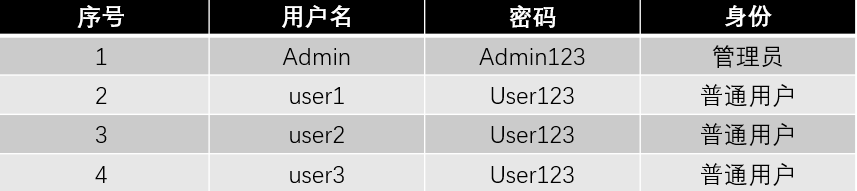 序号 用户名 密码 身份
1 Admin Admin123 管理员
2 user1 User123 普通用户
3 user2 User123 普通用户
4 user3 User123 普通用户